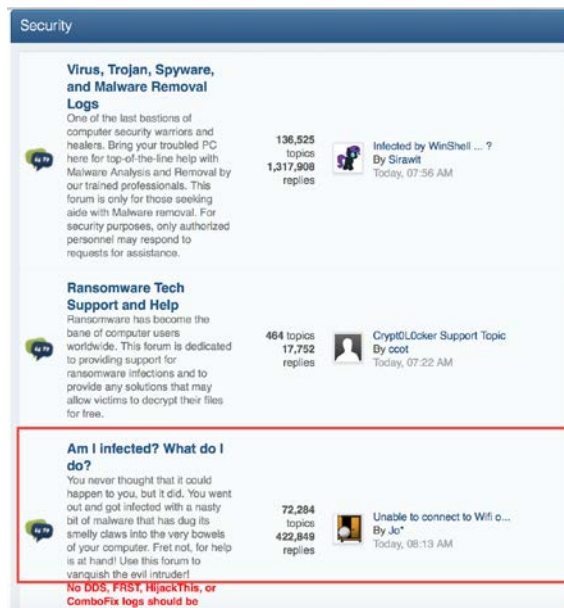 Security
Virus, Trojan, Spyware,
and Malware Removal
Logs
One of the last bastions of
computer security warriors and
healers. Bring your troubled PC
here for top-of-the-line help with
Malware Analysis and Removal by
our trained professionals. This
forum is only for those seeking
aide with Malware removal. For
security purposes, only authorized
personnel may respond to
requests for assistance.
136,525
topics
1,317,908
replies
Infected by WinShell ... ?
By Sirawit
Today, 07:56 AM
Ransomware Tech
Support and Help
Ransomware has become the
bane of computer users
worldwide. This forum is dedicated
to providing support for
ransomware infections and to
provide any solutions that may
allow victims to decrypt their files
for free.
464 topics
17,752
replies
Crypt0L0cker Support Topic
By ccot
Today, 07:22 AM
Am I infected? What do I
do?
You never thought that it could
happen to you, but it did. You went
out and got infected with a nasty
bit of malware that has dug its
smelly claws into the very bowels
of your computer. Fret not, for help
is at hand! Use this forum to
vanquish the evil intruder!
No DDS, FRST, HijackThis, or
ComboFix logs should be
72,284
topics
422,849
replies
Unable to connect to Wifi o...
By Jo*
Today, 08:13 AM